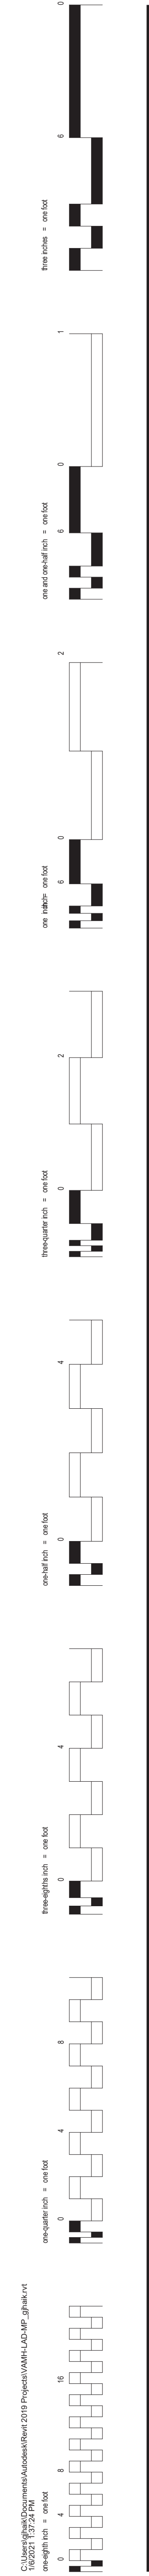 C:\Users\gjhaik\Documents\Autodesk\Revit 2019 Projects\VAMH-LAD-MP_gjhaik.rvt
1/6/2021 1:37:24 PM
one-eighth inch = one foot
0 4 8 16
one-quarter inch = one foot
0 4 8
three-eighths inch = one foot
0 4
one-half inch = one foot
0 4
three-quarter inch = one foot
0 2
one inch = one foot
6 0 2
one and one-half inch = one foot
6 0 1
three inches = one foot
6 0